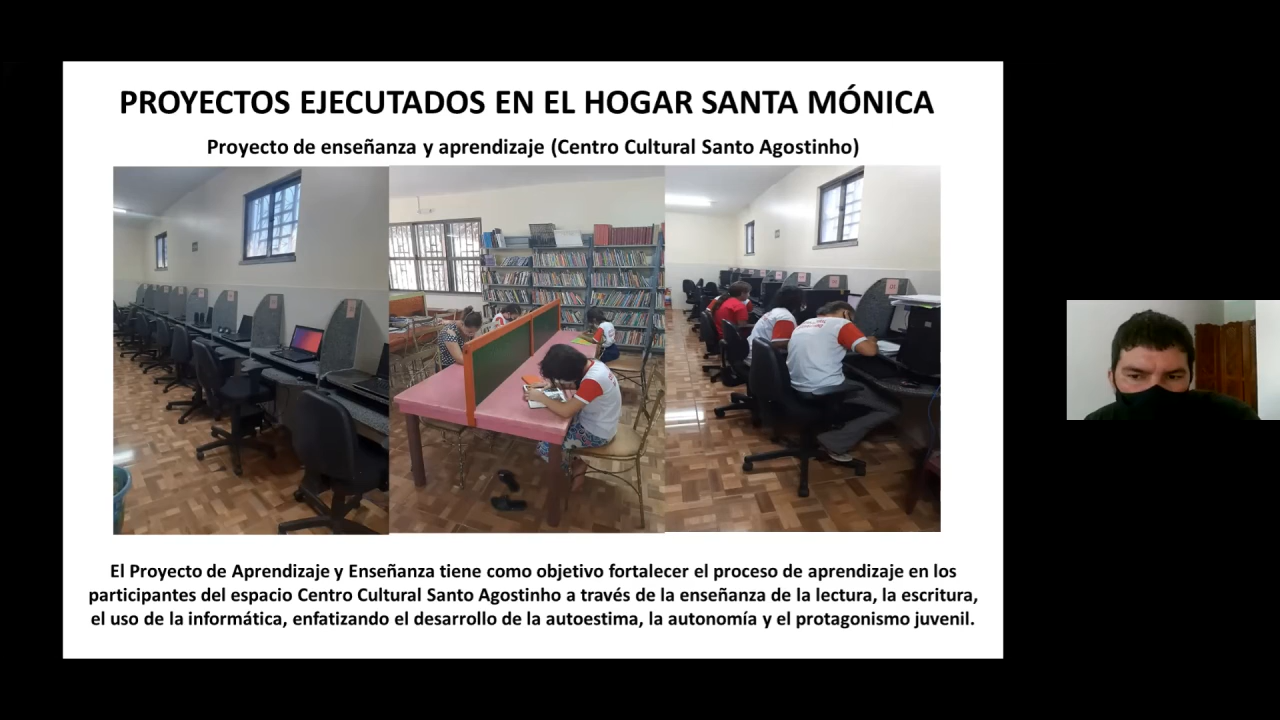 PROYECTOS EJECUTADOS EN EL HOGAR SANTA MÓNICA
Proyecto de enseñanza y aprendizaje (Centro Cultural Santo Agostinho)
El Proyecto de Aprendizaje y Enseñanza tiene como objetivo fortalecer el proceso de aprendizaje en los
participantes del espacio Centro Cultural Santo Agostinho a través de la enseñanza de la lectura, la escritura,
el uso de la informática, enfatizando el desarrollo de la autoestima, la autonomía y el protagonismo juvenil.